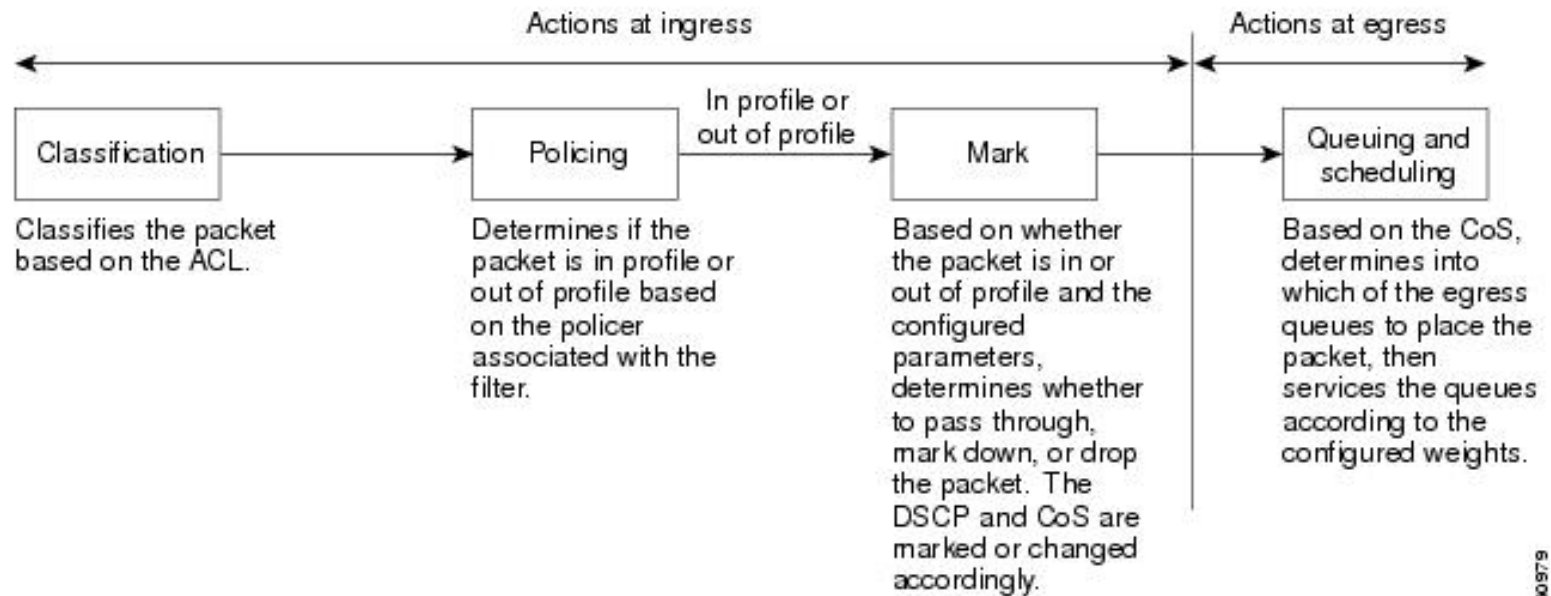 Actions at ingress
Actions at egress
In profile or
out of profile
Classification
Policing
Mark
Queuing and
scheduling
Classifies the packet
based on the ACL.
Determines if the
packet is in profile or
out of profile based
on the policer
associated with the
filter.
Based on whether
the packet is in or
out of profile and the
configured
parameters,
determines whether
to pass through,
mark down, or drop
the packet. The
DSCP and CoS are
marked or changed
accordingly.
Based on the CoS,
determines into
which of the egress
queues to place the
packet, then
services the queues
according to the
configured weights.